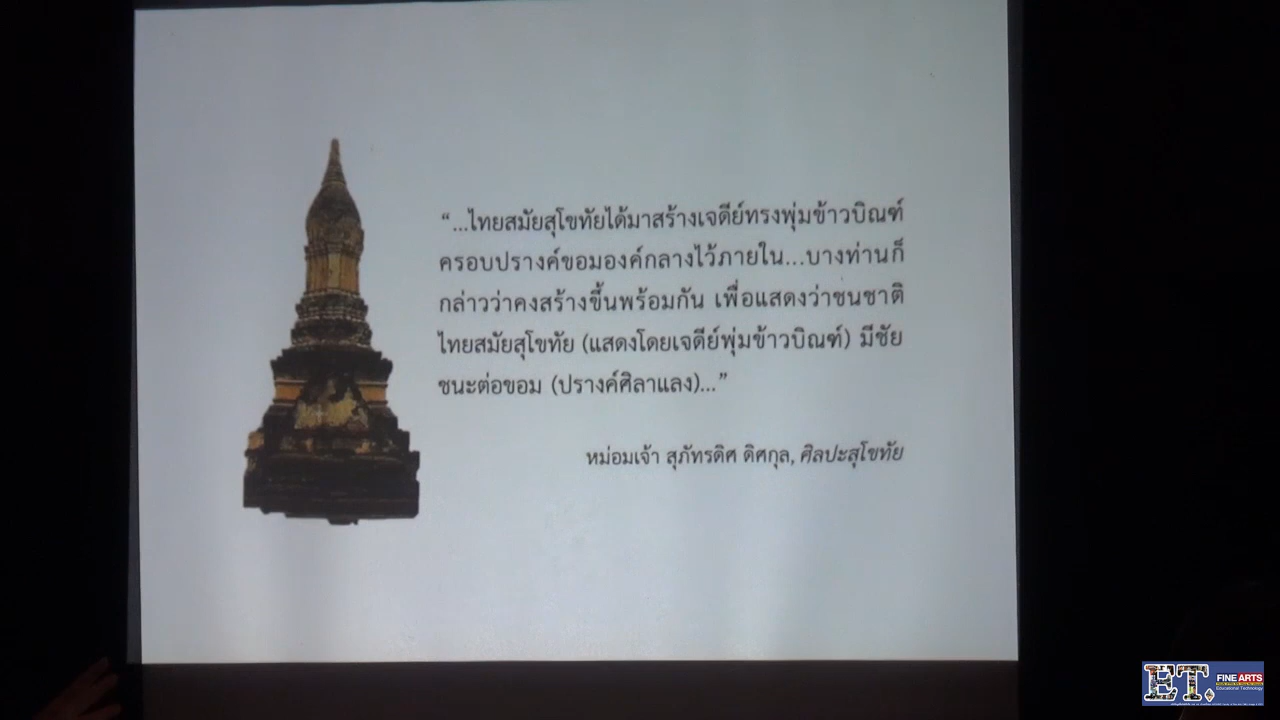 “...ไทยสมัยสุโขทัยได้มาสร้างเจดีย์ทรงพุ่มข้าวบิณฑ์
ครอบปรางค์ขอมองค์กลางไว้ภายใน...บางท่านก็
กล่าวว่าคงสร้างขึ้นพร้อมกัน เพื่อแสดงว่าชนชาติ
ไทยสมัยสุโขทัย (แสดงโดยเจดีย์พุ่มข้าวบิณฑ์) มีชัย
ชนะต่อขอม (ปรางค์ศิลาแลง)...”
หม่อมเจ้า สุภัทรดิศ ดิศกุล, ศิลปะสุโขทัย
ET.
FINE ARTS
Educational Technology